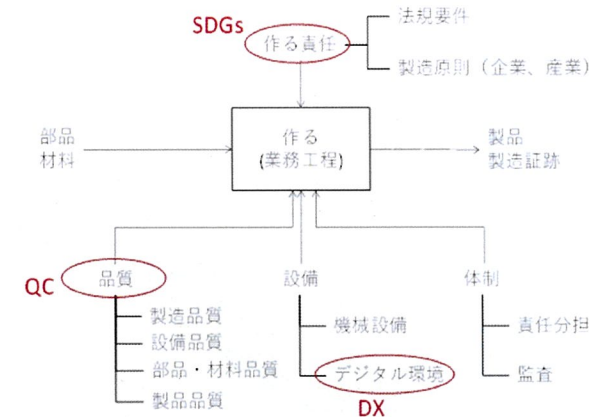 SDGs
作る責任
法規要件
製造原則（企業、産業）
部品
材料
作る
(業務工程)
製品
製造証跡
QC
品質
製造品質
設備品質
部品・材料品質
製品品質
設備
機械設備
デジタル環境
DX
体制
責任分担
監査